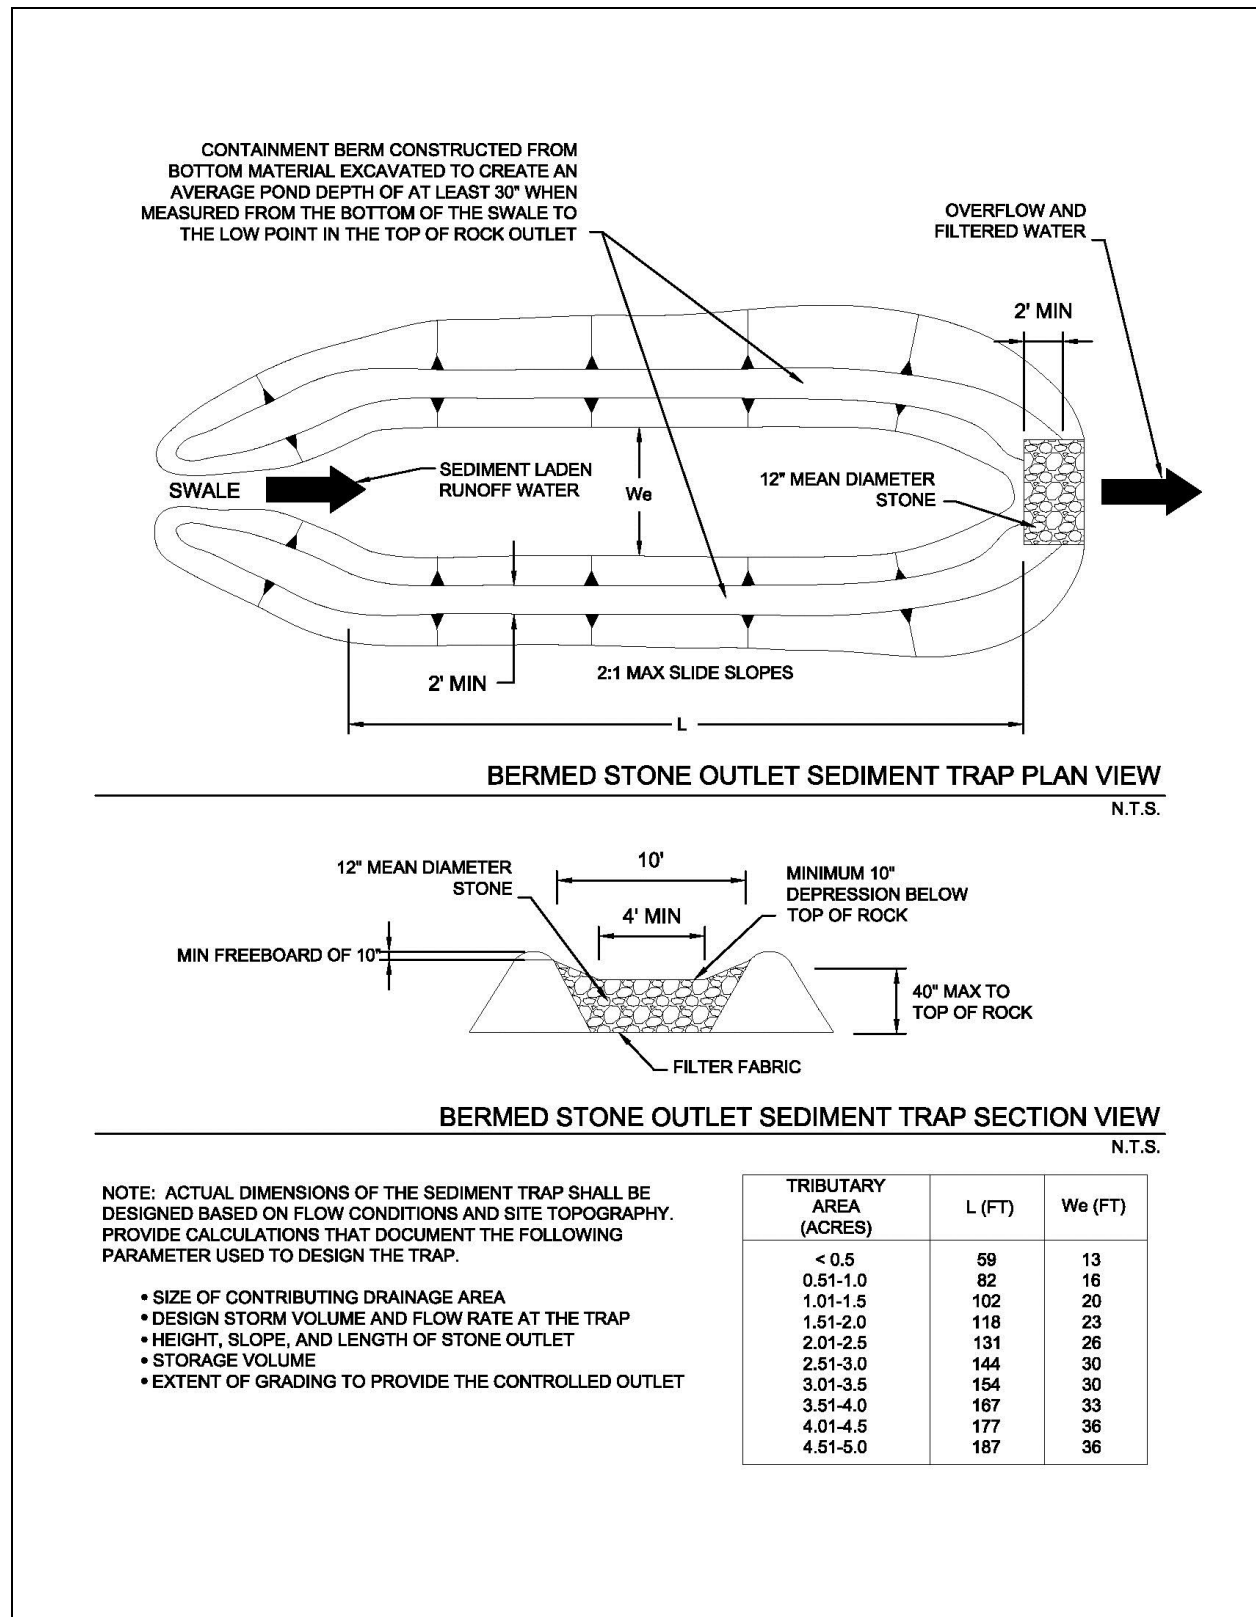 CONTAINMENT BERM CONSTRUCTED FROM
BOTTOM MATERIAL EXCAVATED TO CREATE AN
AVERAGE POND DEPTH OF AT LEAST 30" WHEN
MEASURED FROM THE BOTTOM OF THE SWALE TO
THE LOW POINT IN THE TOP OF ROCK OUTLET
OVERFLOW AND
FILTERED WATER
2' MIN
SWALE
SEDIMENT LADEN
RUNOFF WATER
We
12" MEAN DIAMETER
STONE
2' MIN
2:1 MAX SLIDE SLOPES
L
BERMED STONE OUTLET SEDIMENT TRAP PLAN VIEW
N.T.S.
12" MEAN DIAMETER
STONE
10'
4' MIN
MINIMUM 10"
DEPRESSION BELOW
TOP OF ROCK
MIN FREEBOARD OF 10"
40" MAX TO
TOP OF ROCK
FILTER FABRIC
BERMED STONE OUTLET SEDIMENT TRAP SECTION VIEW
N.T.S.
NOTE: ACTUAL DIMENSIONS OF THE SEDIMENT TRAP SHALL BE
DESIGNED BASED ON FLOW CONDITIONS AND SITE TOPOGRAPHY.
PROVIDE CALCULATIONS THAT DOCUMENT THE FOLLOWING
PARAMETER USED TO DESIGN THE TRAP.
• SIZE OF CONTRIBUTING DRAINAGE AREA
• DESIGN STORM VOLUME AND FLOW RATE AT THE TRAP
• HEIGHT, SLOPE, AND LENGTH OF STONE OUTLET
• STORAGE VOLUME
• EXTENT OF GRADING TO PROVIDE THE CONTROLLED OUTLET
TRIBUTARY
AREA
(ACRES)
L (FT)
We (FT)
< 0.5 59 13
0.51-1.0 82 16
1.01-1.5 102 20
1.51-2.0 118 23
2.01-2.5 131 26
2.51-3.0 144 30
3.01-3.5 154 30
3.51-4.0 167 33
4.01-4.5 177 36
4.51-5.0 187 36